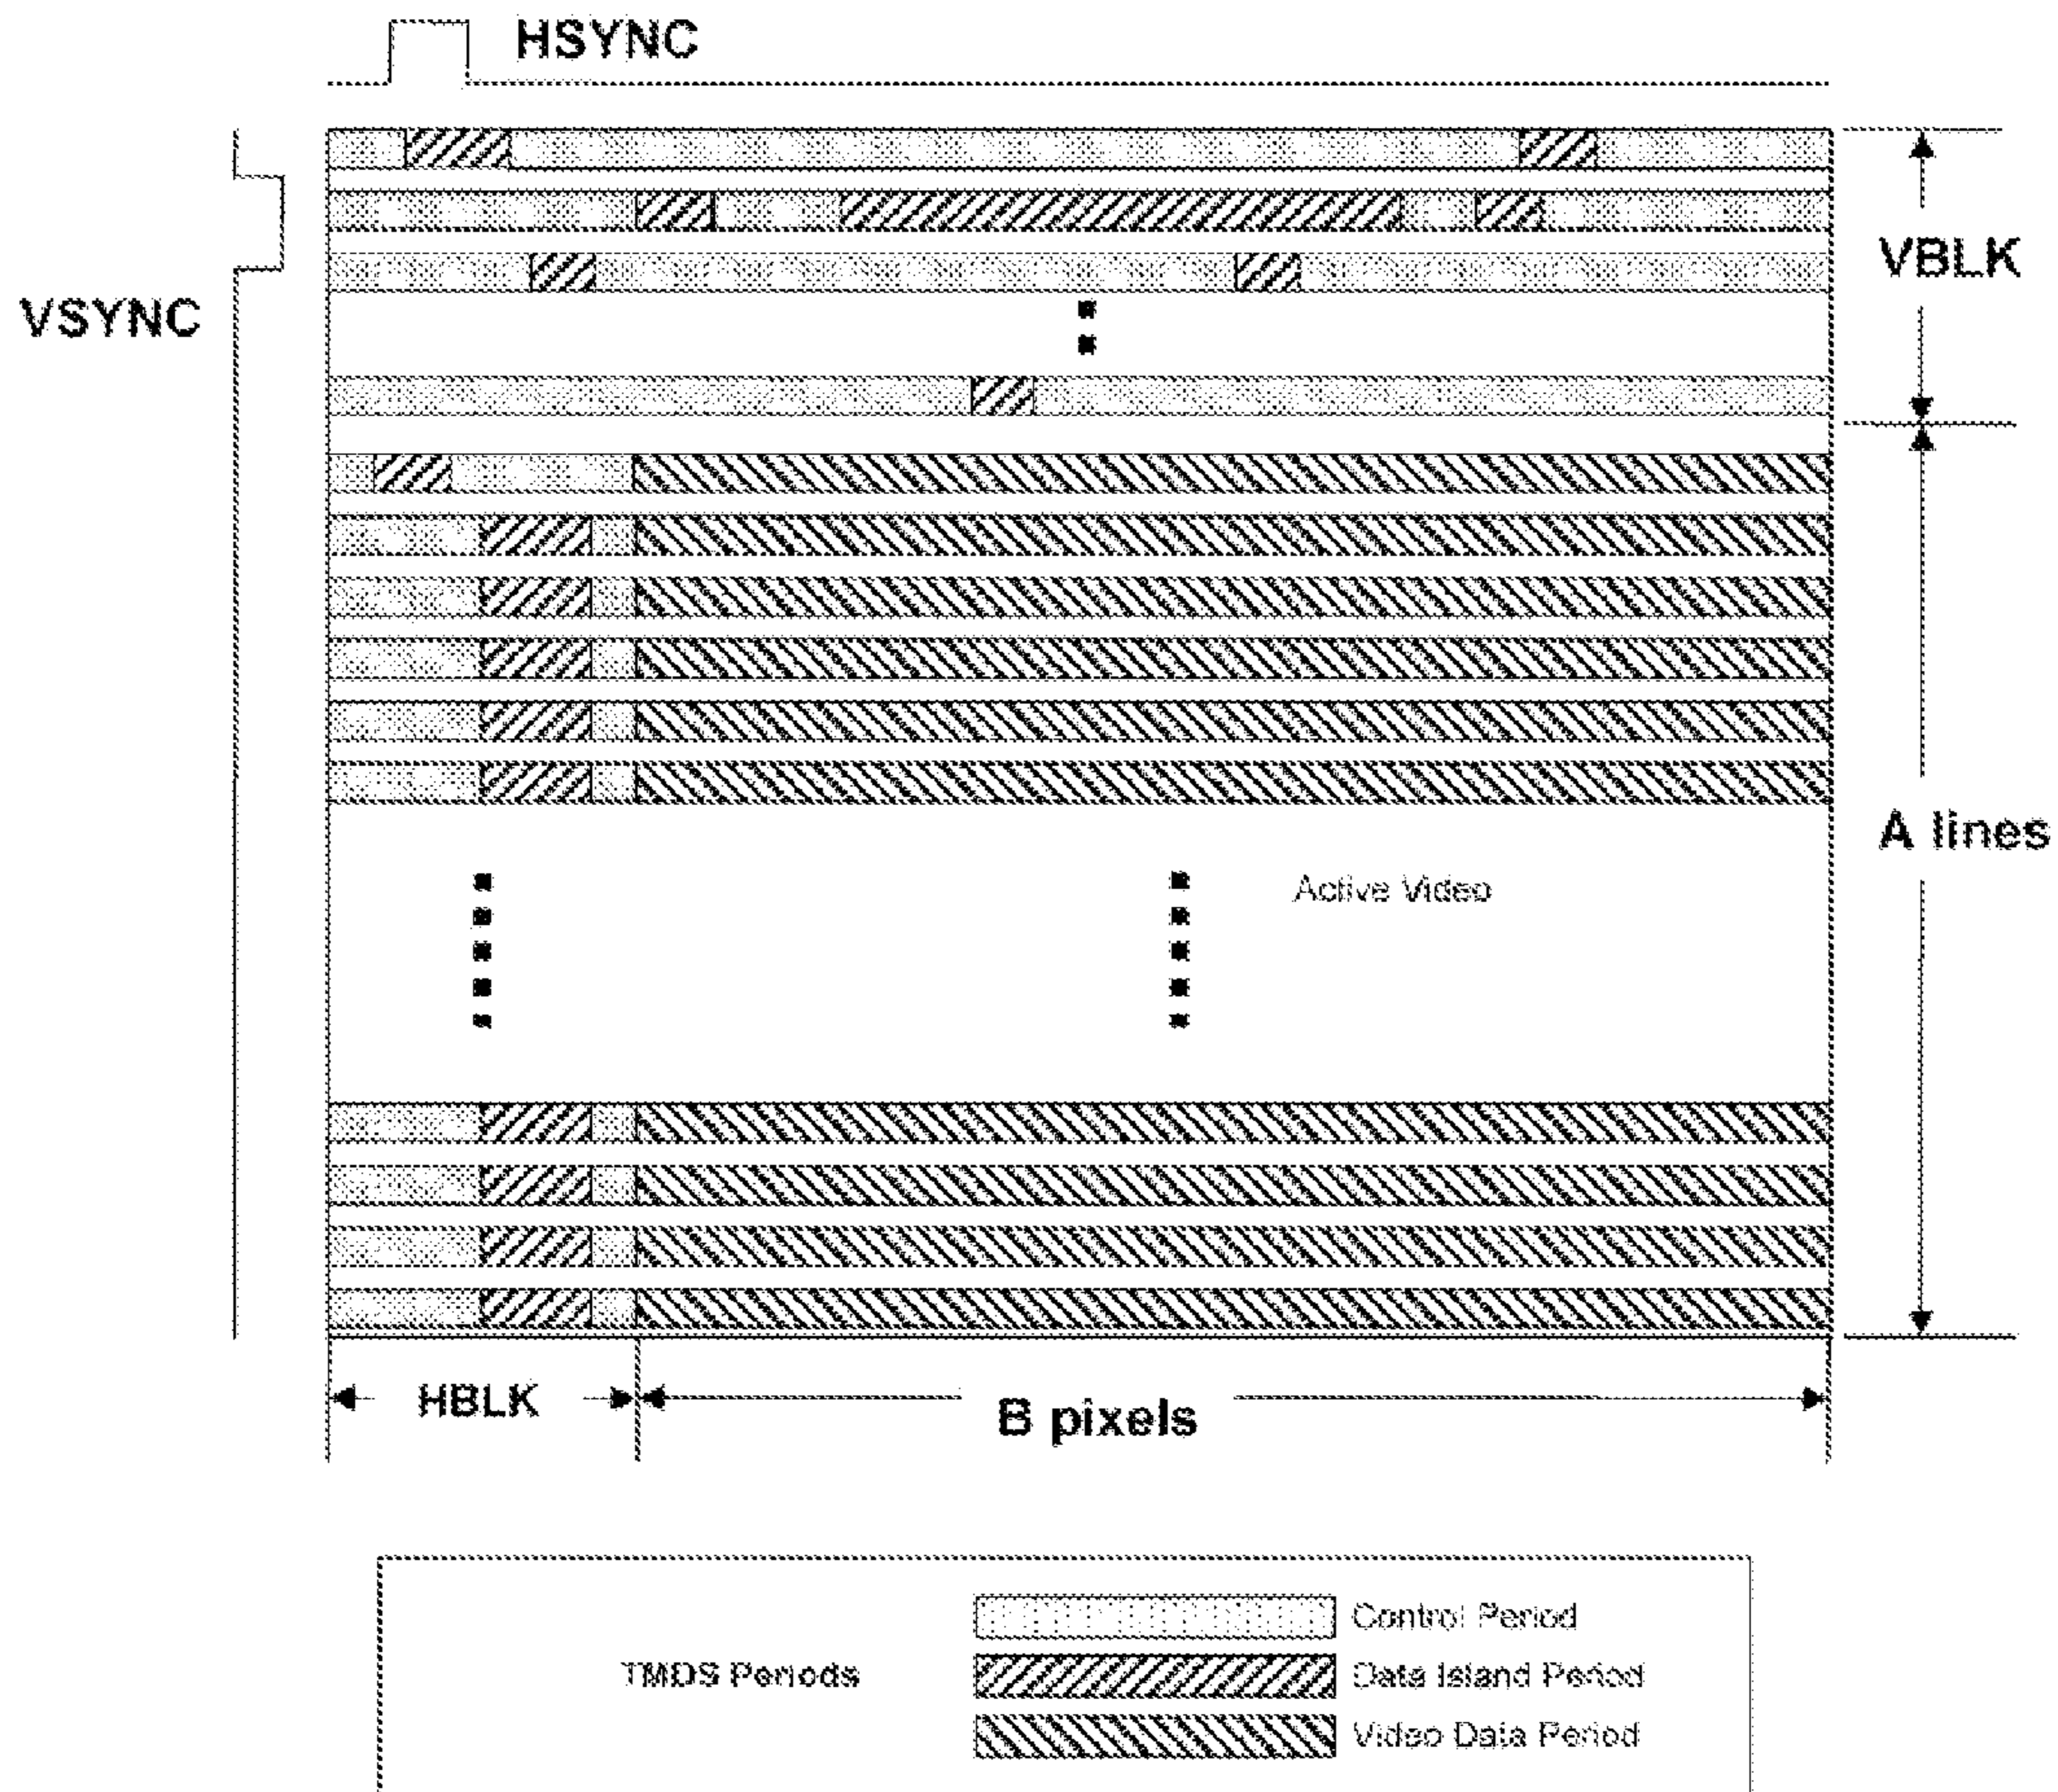 HSYNC
VSYNC
VBLK
A lines
Active Video
HBLK
B pixels
TMDS Periods
Control Period
Data Island Period
Video Data Period